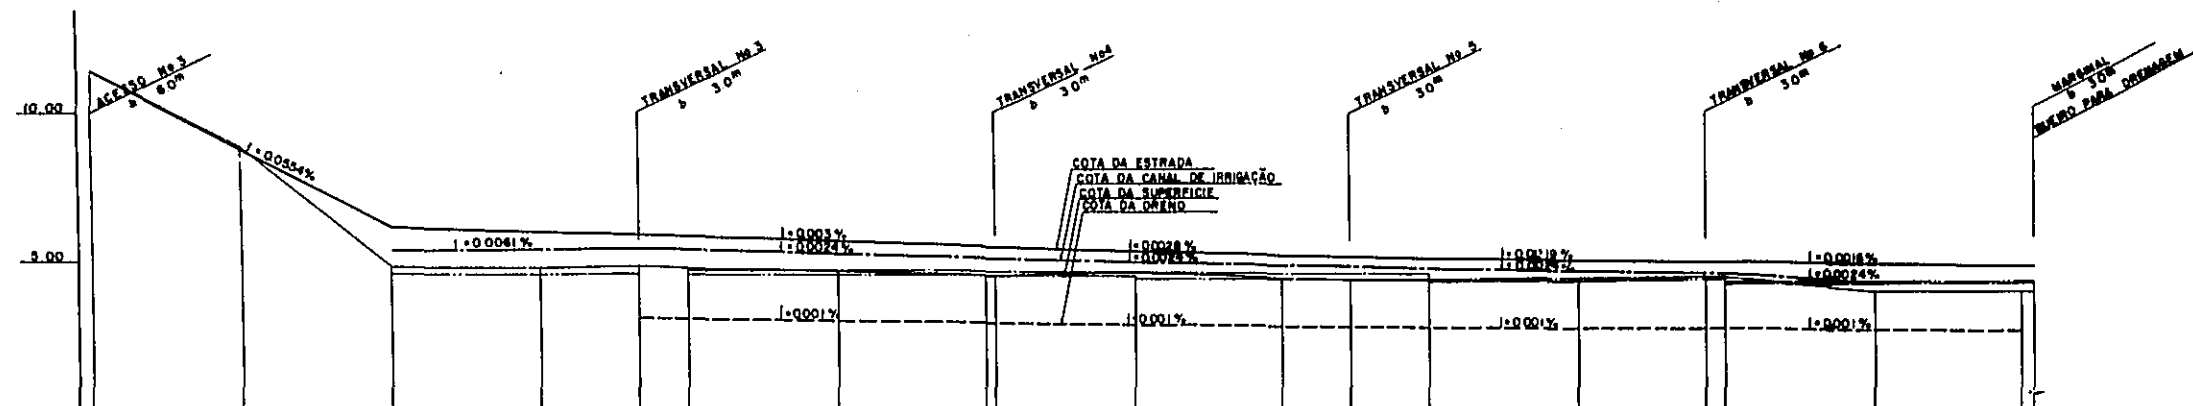 ACESSO Nº 3
b 60m
TRANSVERSAL Nº 3
b 30m
TRANSVERSAL Nº4
b 30m
TRANSVERSAL Nº 5
b 30m
TRANSVERSAL Nº 6
b 30m
MARGINAL
b 30m
BUEIRO PARA DRENAGEM
10.00
I=0.0554%
COTA DA ESTRADA
COTA DA CANAL DE IRRIGAÇÃO
COTA DA SUPERFICIE
COTA DA DRENO
5.00
I=0.0061%
I=0.003%
I=0.0024%
I=0.0028%
I=0.0018%
I=0.0024%
I=0.001%
I=0.001%
I=0.001%
I=0.001%